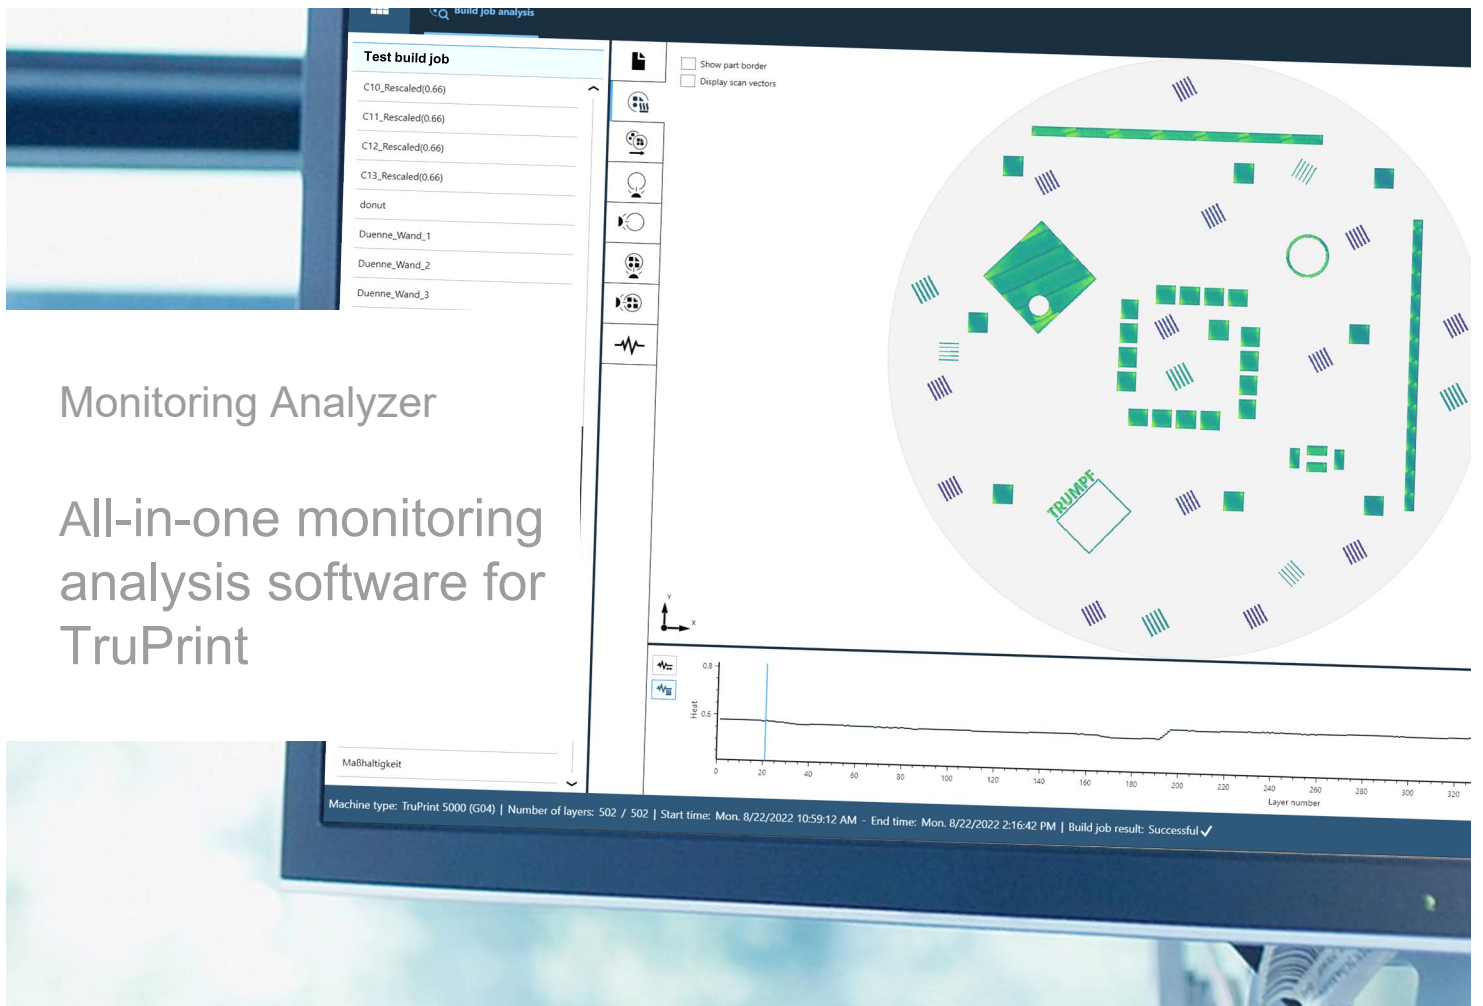 Build job analysis
Test build job
C10_Rescaled(0.66)
C11_Rescaled(0.66)
C12_Rescaled(0.66)
C13_Rescaled(0.66)
donut
Duenne_Wand_1
Duenne_Wand_2
Duenne_Wand_3
Show part border
Display scan vectors
Monitoring Analyzer
All-in-one monitoring
analysis software for
TruPrint
TRUMPF
Y
X
0.8
0.6
Heat
0 20 40 60 80 100 120 140 160 180 200 220 240 260 280 300 320
Layer number
Maßhaltigkeit
Machine type: TruPrint 5000 (G04) | Number of layers: 502 / 502 | Start time: Mon. 8/22/2022 10:59:12 AM - End time: Mon. 8/22/2022 2:16:42 PM | Build job result: Successful